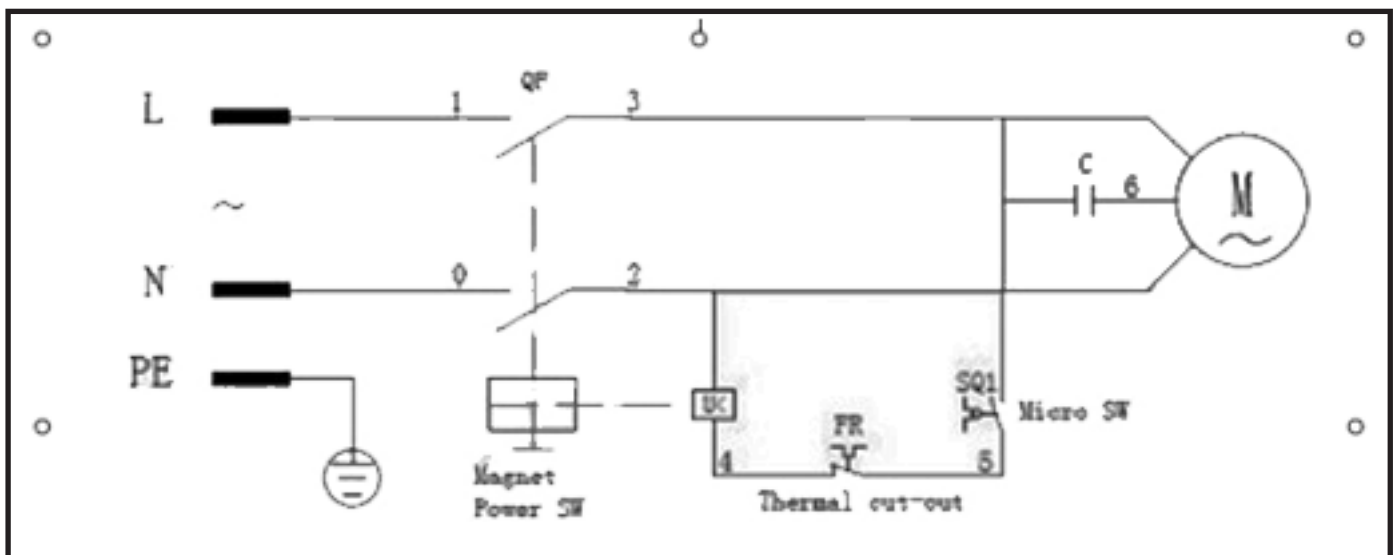 QF
L 1 3
C
6
M
~
~
N 0 2
PE
SQ1
Micro SW
U<
FR
4 5
Magnet
Power SW
Thermal cut-out